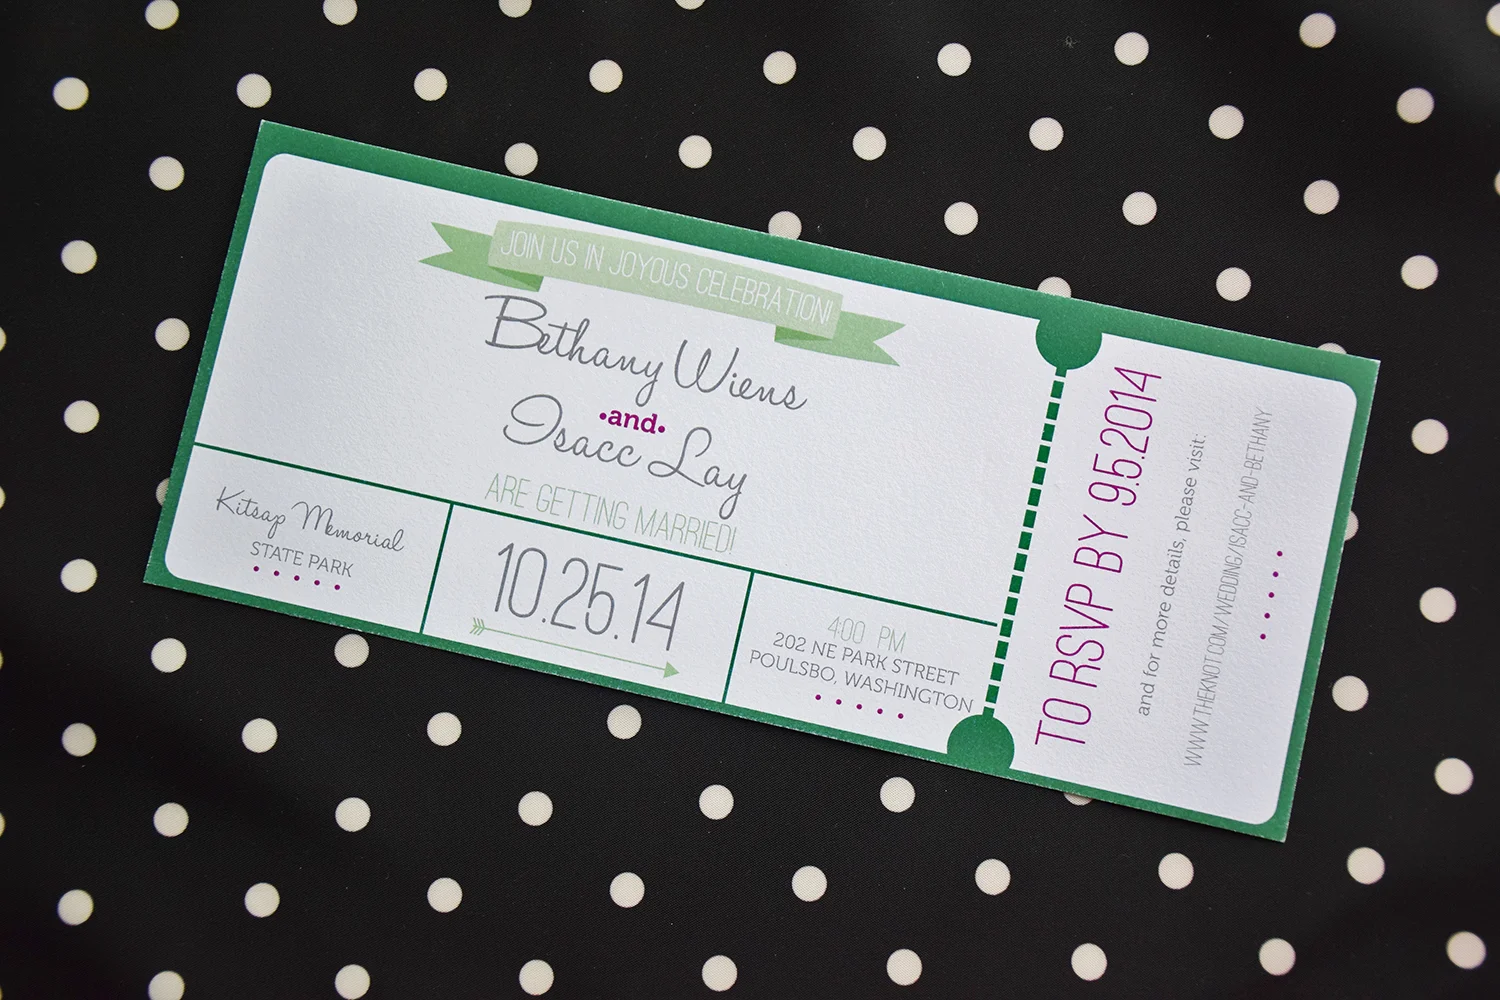 JOIN US IN JOYOUS CELEBRATION!
Bethany Wiens
•and•
Isacc Lay
ARE GETTING MARRIED!
Kitsap Memorial
STATE PARK
10.25.14
4:00 PM
202 NE PARK STREET
POULSBO, WASHINGTON
TO RSVP BY 9.5.2014
and for more details, please visit:
WWW.THEKNOT.COM/WEDDING/ISACC-AND-BETHANY